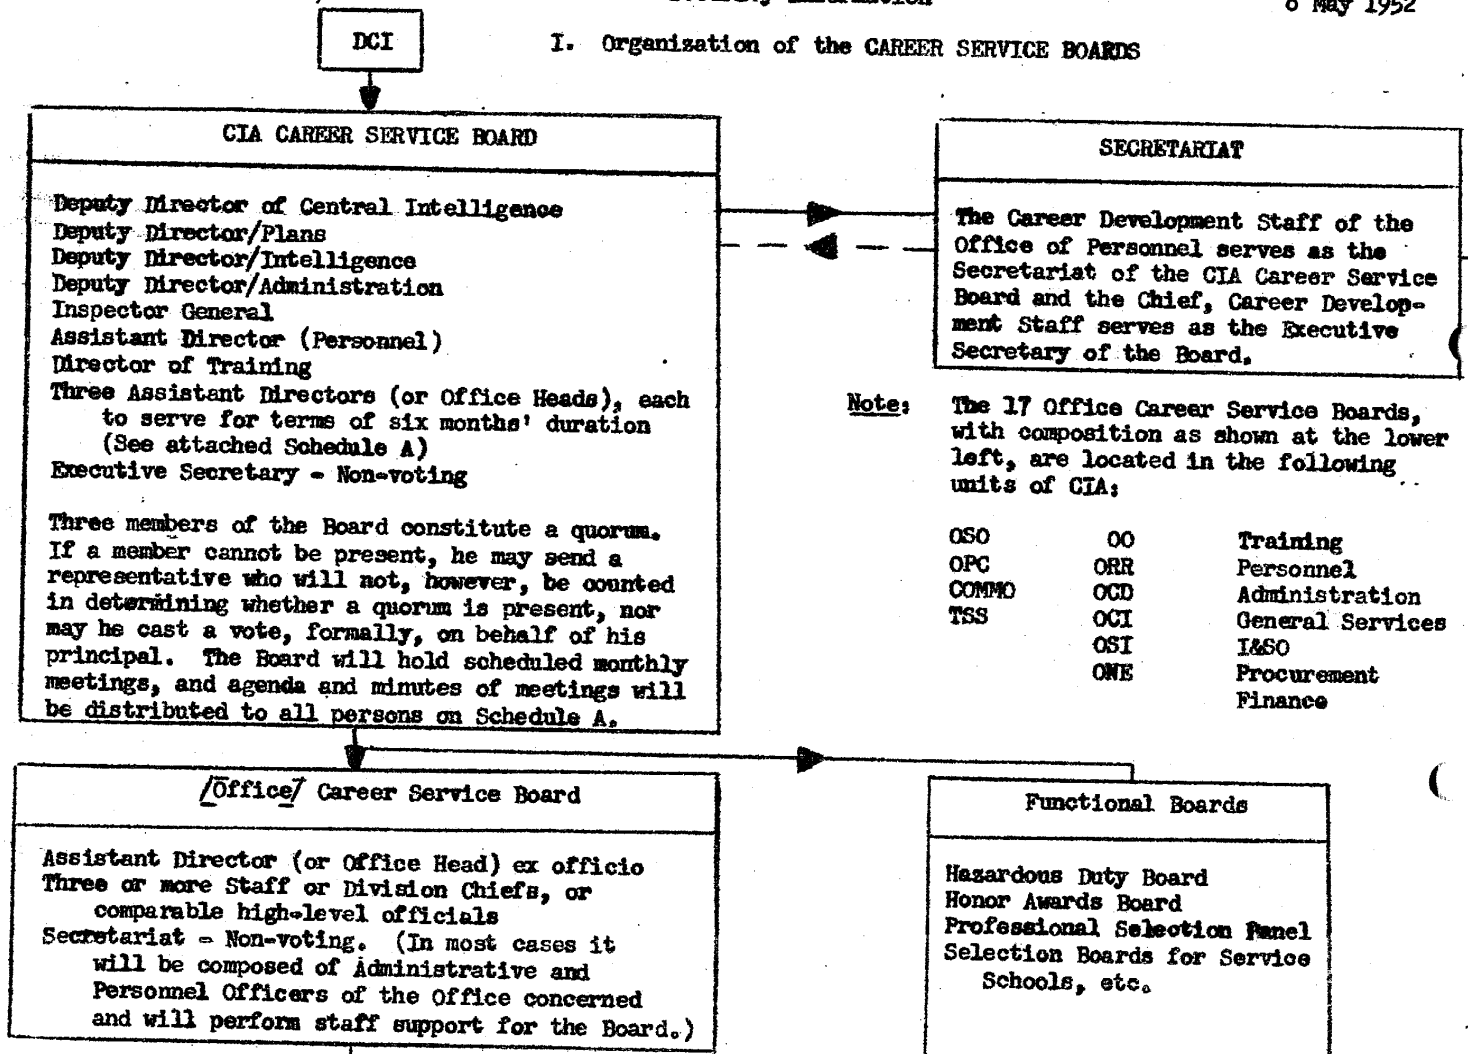 Information
8 May 1952
DCI
I. Organization of the CAREER SERVICE BOARDS
CIA CAREER SERVICE BOARD
Deputy Director of Central Intelligence
Deputy Director/Plans
Deputy Director/Intelligence
Deputy Director/Administration
Inspector General
Assistant Director (Personnel)
Director of Training
Three Assistant Directors (or Office Heads), each
to serve for terms of six months' duration
(See attached Schedule A)
Executive Secretary - Non-voting
Three members of the Board constitute a quorum.
If a member cannot be present, he may send a
representative who will not, however, be counted
in determining whether a quorum is present, nor
may he cast a vote, formally, on behalf of his
principal. The Board will hold scheduled monthly
meetings, and agenda and minutes of meetings will
be distributed to all persons on Schedule A.
SECRETARIAT
The Career Development Staff of the
Office of Personnel serves as the
Secretariat of the CIA Career Service
Board and the Chief, Career Develop-
ment Staff serves as the Executive
Secretary of the Board.
Note: The 17 Office Career Service Boards,
with composition as shown at the lower
left, are located in the following
units of CIA:
OSO OO Training
OPC ORR Personnel
COMMO OCD Administration
TSS OCI General Services
OSI I&SO
ONE Procurement
Finance
/Office/ Career Service Board
Assistant Director (or Office Head) ex officio
Three or more Staff or Division Chiefs, or
comparable high-level officials
Secretariat - Non-voting. (In most cases it
will be composed of Administrative and
Personnel Officers of the Office concerned
and will perform staff support for the Board.)
Functional Boards
Hazardous Duty Board
Honor Awards Board
Professional Selection Panel
Selection Boards for Service
Schools, etc.